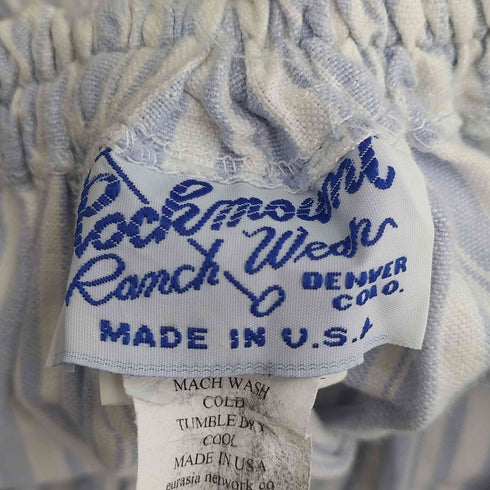 Rockmount
Ranch Wear
DENVER
COLO.
MADE IN U.S.A
MACH WASH
COLD
TUMBLE DRY
COOL
MADE IN USA
eurasia network co